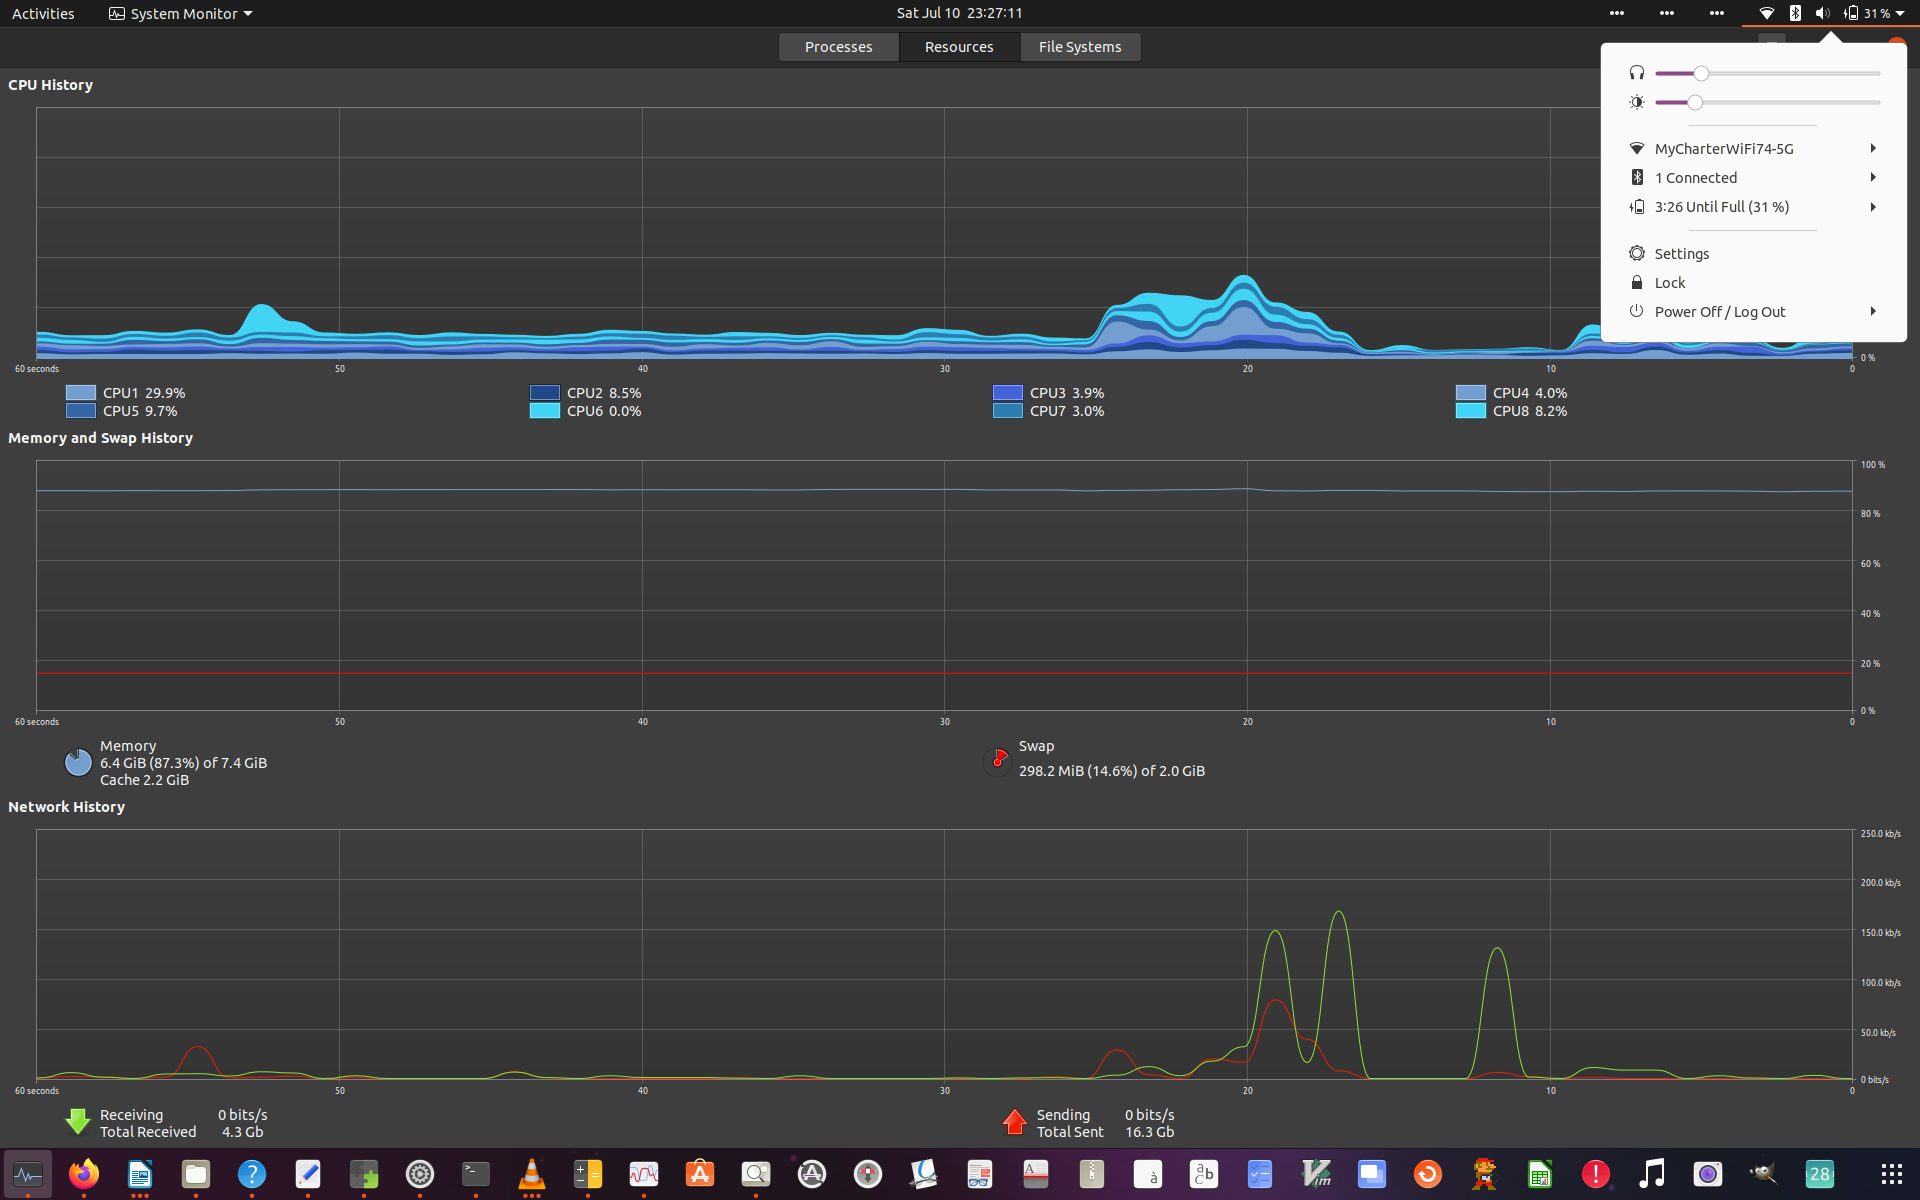 Activities System Monitor Sat Jul 10 23:27:11 31 %
Processes Resources File Systems
CPU History
MyCharterWiFi74-5G
1 Connected
3:26 Until Full (31 %)
Settings
Lock
Power Off / Log Out
0 %
60 seconds 50 40 30 20 10 0
CPU1 29.9% CPU2 8.5% CPU3 3.9% CPU4 4.0%
CPU5 9.7% CPU6 0.0% CPU7 3.0% CPU8 8.2%
Memory and Swap History
100 %
80 %
60 %
40 %
20 %
0 %
60 seconds 50 40 30 20 10 0
Memory
6.4 GiB (87.3%) of 7.4 GiB
Cache 2.2 GiB
Swap
298.2 MiB (14.6%) of 2.0 GiB
Network History
250.0 kb/s
200.0 kb/s
150.0 kb/s
100.0 kb/s
50.0 kb/s
0 bits/s
60 seconds 50 40 30 20 10 0
Receiving 0 bits/s
Total Received 4.3 Gb
Sending 0 bits/s
Total Sent 16.3 Gb
28